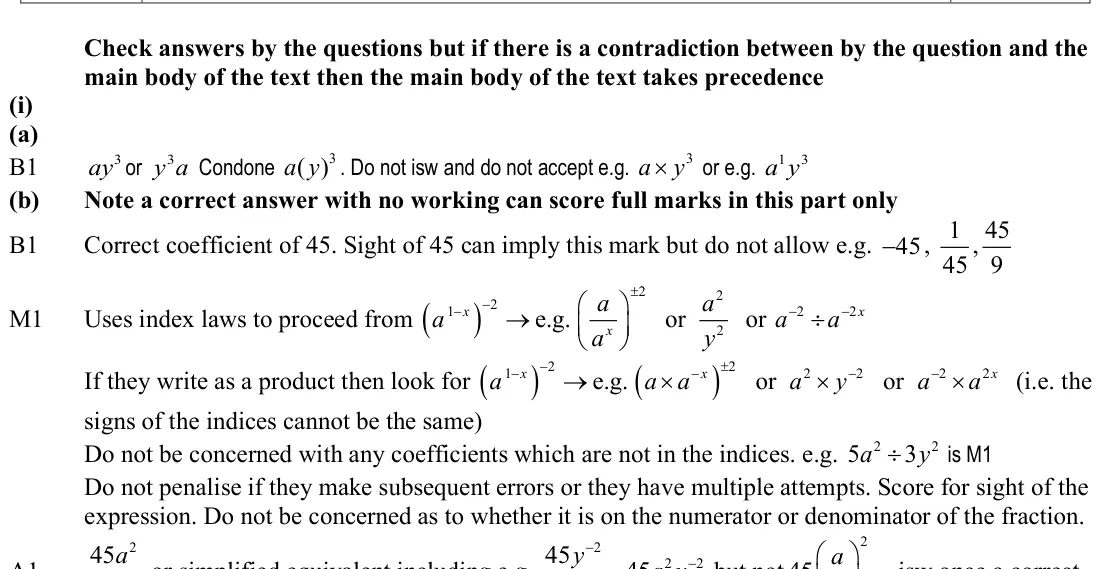 Check answers by the questions but if there is a contradiction between by the question and the
main body of the text then the main body of the text takes precedence
(i)
(a)
B1 ay³ or y³a Condone a(y)³ . Do not isw and do not accept e.g. a × y³ or e.g. a¹y³
(b) Note a correct answer with no working can score full marks in this part only
B1 Correct coefficient of 45. Sight of 45 can imply this mark but do not allow e.g. −45, 1/45, 45/9
M1 Uses index laws to proceed from (a^(1−x))^(−2) → e.g. (a/a^x)^(±2) or a²/y² or a^(−2) ÷ a^(−2x)
If they write as a product then look for (a^(1−x))^(−2) → e.g. (a × a^(−x))^(±2) or a² × y^(−2) or a^(−2) × a^(2x) (i.e. the
signs of the indices cannot be the same)
Do not be concerned with any coefficients which are not in the indices. e.g. 5a² ÷ 3y² is M1
Do not penalise if they make subsequent errors or they have multiple attempts. Score for sight of the
expression. Do not be concerned as to whether it is on the numerator or denominator of the fraction.
45a² 45y^(−2) (a